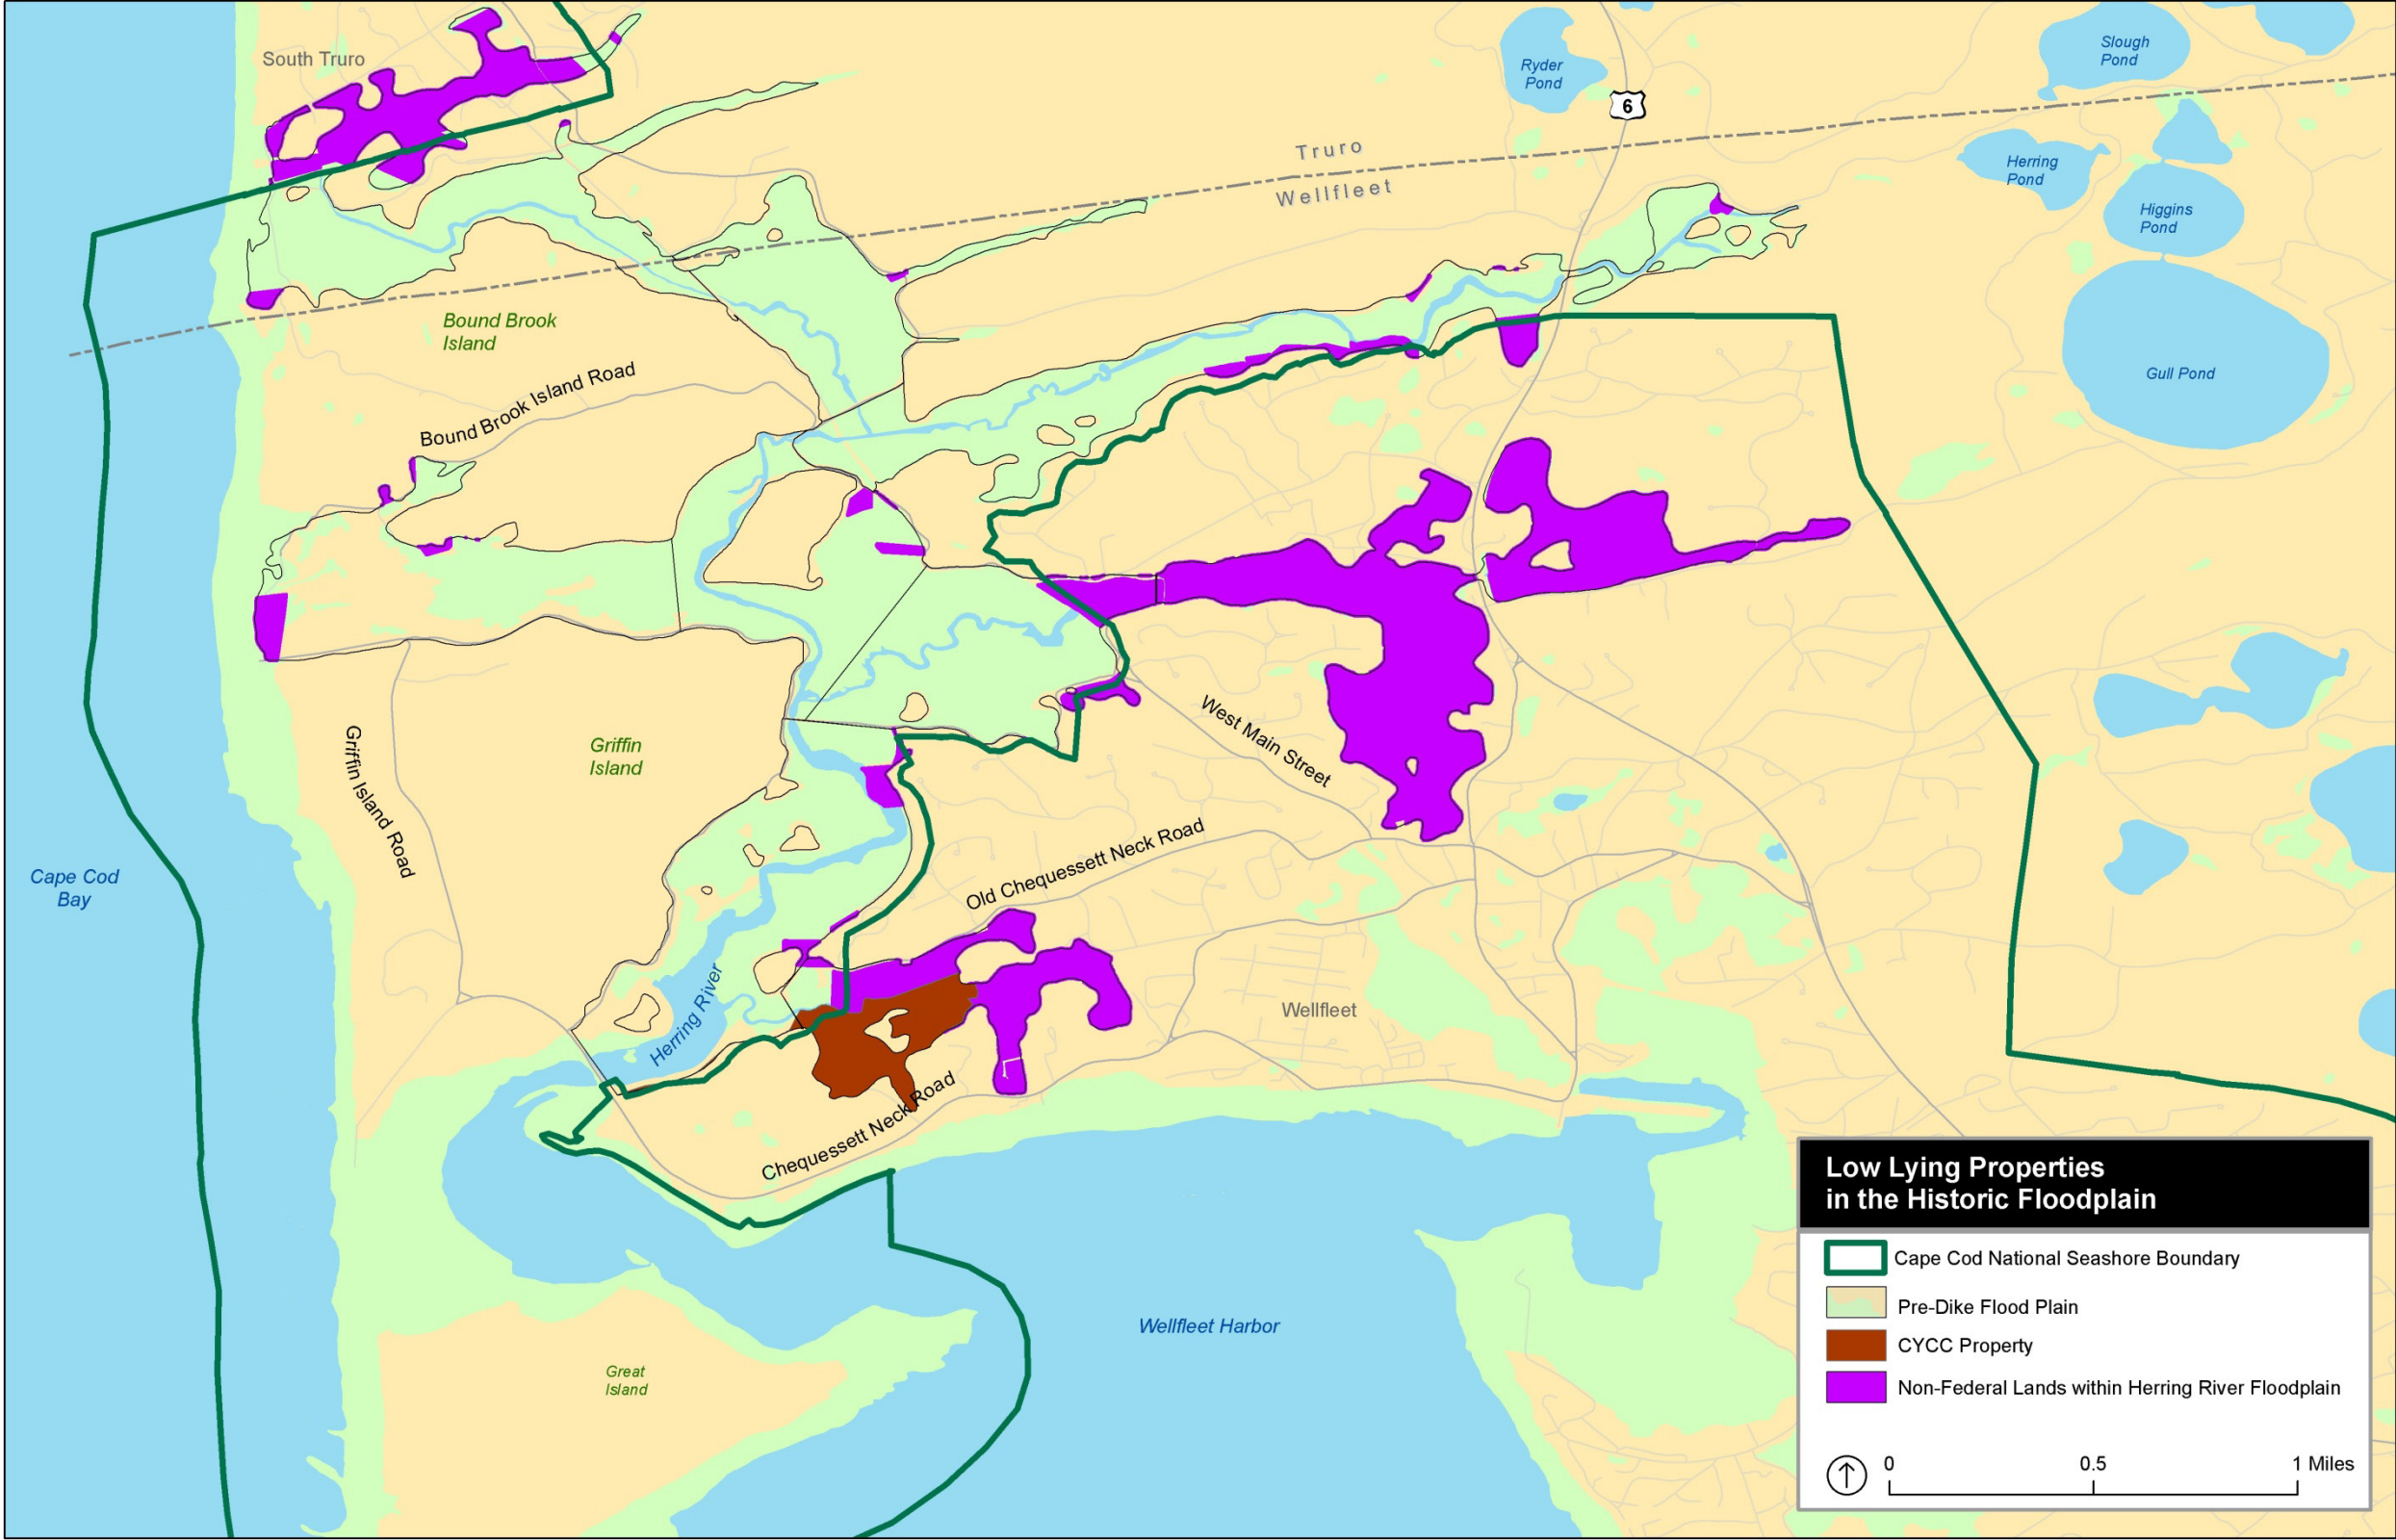 South Truro
Ryder
Pond
Slough
Pond
6
Truro
Wellfleet
Herring
Pond
Higgins
Pond
Bound Brook
Island
Gull Pond
Bound Brook Island Road
Griffin Island Road
Griffin
Island
West Main Street
Cape Cod
Bay
Old Chequessett Neck Road
Herring River
Wellfleet
Chequessett Neck Road
Wellfleet Harbor
Great
Island
Low Lying Properties
in the Historic Floodplain
Cape Cod National Seashore Boundary
Pre-Dike Flood Plain
CYCC Property
Non-Federal Lands within Herring River Floodplain
0 0.5 1 Miles